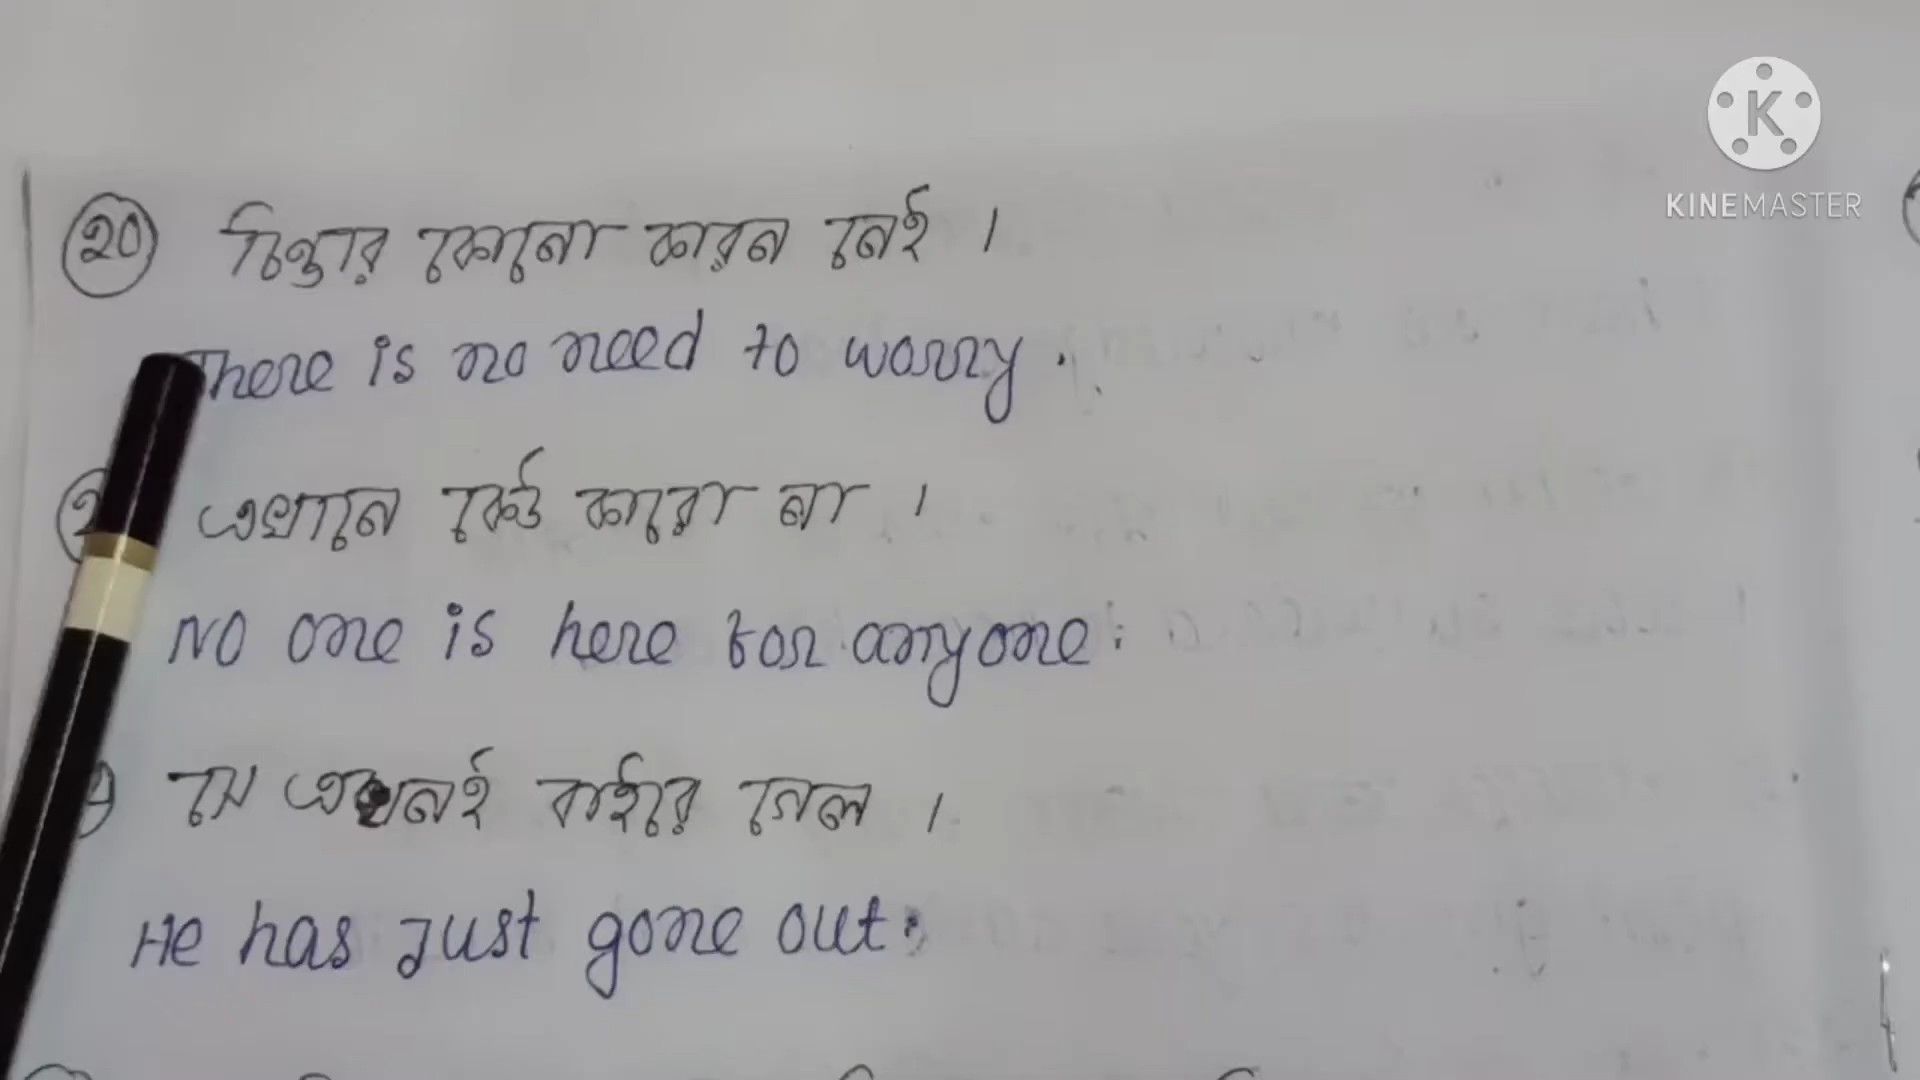 ২০ চিন্তার কোনো কারন নেই ।
There is no need to worry.
এখানে কেউ কারো না ।
No one is here for anyone.
সে এখনই বাইরে গেল ।
He has Just gone out.
KINEMASTER